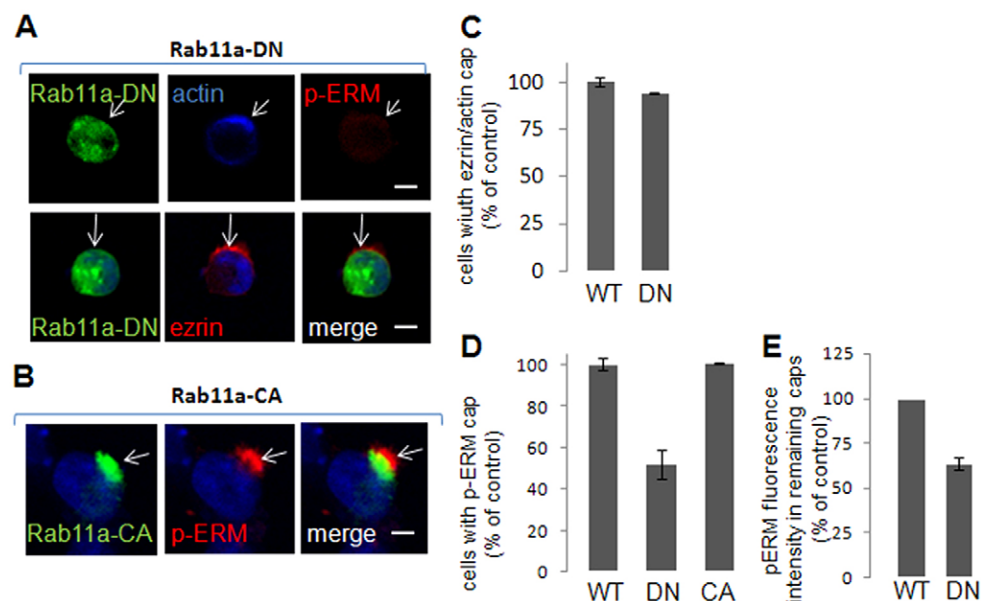 A
Rab11a-DN
Rab11a-DN
actin
p-ERM
Rab11a-DN
ezrin
merge
B
Rab11a-CA
Rab11a-CA
p-ERM
merge
C
cells wiuth ezrin/actin cap
(% of control)
100
75
50
25
0
WT DN
D
cells with p-ERM cap
(% of control)
100
80
60
40
20
0
WT DN CA
E
pERM fluorescence
intensity in remaining caps
(% of control)
125
100
75
50
25
0
WT DN